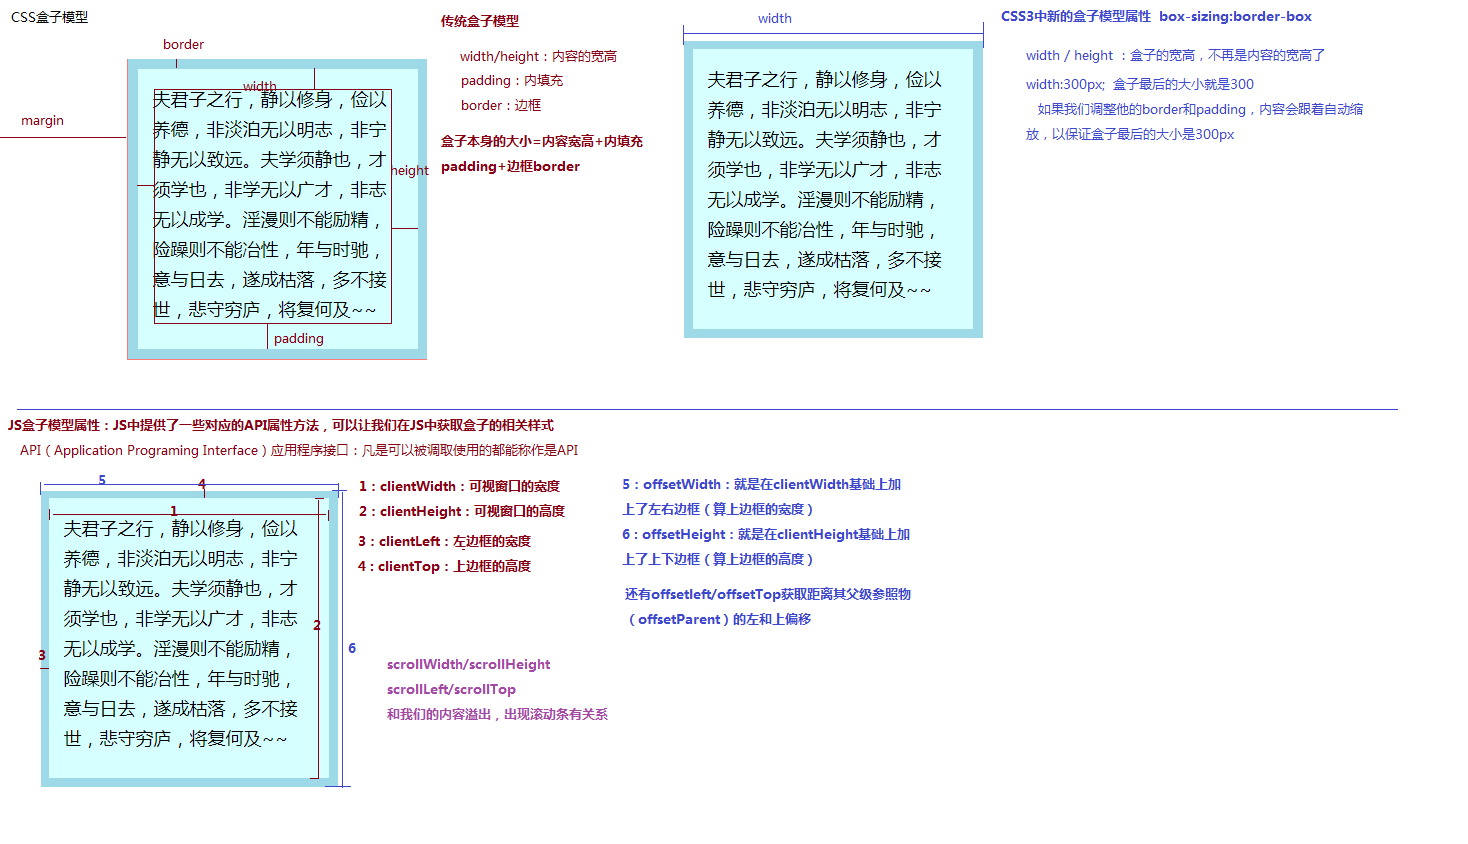 CSS盒子模型
border
width
margin
夫君子之行，静以修身，俭以
养德，非淡泊无以明志，非宁
静无以致远。夫学须静也，才
须学也，非学无以广才，非志
无以成学。淫漫则不能励精，
险躁则不能冶性，年与时驰，
意与日去，遂成枯落，多不接
世，悲守穷庐，将复何及~~
height
padding
传统盒子模型
width/height：内容的宽高
padding：内填充
border：边框
盒子本身的大小=内容宽高+内填充
padding+边框border
width
夫君子之行，静以修身，俭以
养德，非淡泊无以明志，非宁
静无以致远。夫学须静也，才
须学也，非学无以广才，非志
无以成学。淫漫则不能励精，
险躁则不能冶性，年与时驰，
意与日去，遂成枯落，多不接
世，悲守穷庐，将复何及~~
CSS3中新的盒子模型属性 box-sizing:border-box
width / height ：盒子的宽高，不再是内容的宽高了
width:300px; 盒子最后的大小就是300
如果我们调整他的border和padding，内容会跟着自动缩
放，以保证盒子最后的大小是300px
JS盒子模型属性：JS中提供了一些对应的API属性方法，可以让我们在JS中获取盒子的相关样式
API（Application Programing Interface）应用程序接口：凡是可以被调取使用的都能称作是API
5
4
1
夫君子之行，静以修身，俭以
养德，非淡泊无以明志，非宁
静无以致远。夫学须静也，才
须学也，非学无以广才，非志
无以成学。淫漫则不能励精，
险躁则不能冶性，年与时驰，
意与日去，遂成枯落，多不接
世，悲守穷庐，将复何及~~
2
3
6
1：clientWidth：可视窗口的宽度
2：clientHeight：可视窗口的高度
3：clientLeft：左边框的宽度
4：clientTop：上边框的高度
5：offsetWidth：就是在clientWidth基础上加
上了左右边框（算上边框的宽度）
6：offsetHeight：就是在clientHeight基础上加
上了上下边框（算上边框的高度）
还有offsetleft/offsetTop获取距离其父级参照物
（offsetParent）的左和上偏移
scrollWidth/scrollHeight
scrollLeft/scrollTop
和我们的内容溢出，出现滚动条有关系